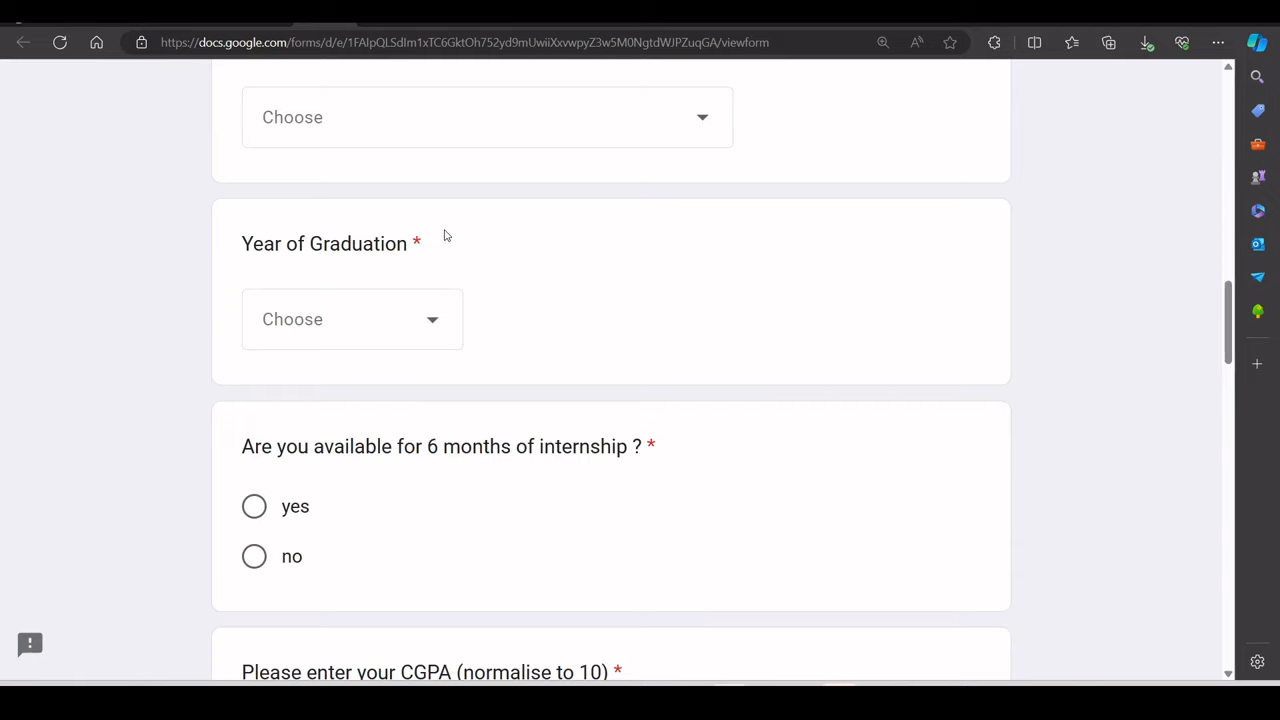 https://docs.google.com/forms/d/e/1FAIpQLSdIm1xTC6GktOh752yd9mUwiiXxvwpyZ3w5M0NgtdWJPZuqGA/viewform
Choose
Year of Graduation *
Choose
Are you available for 6 months of internship ? *
yes
no
Please enter your CGPA (normalise to 10) *